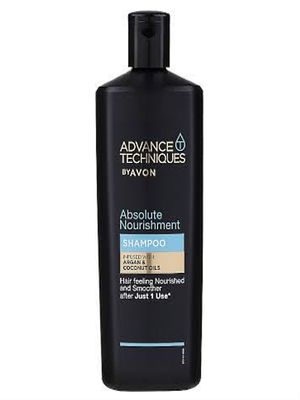 ADVANCE
TECHNIQUES
BY AVON
Absolute
Nourishment
SHAMPOO
INFUSED WITH
ARGAN &
COCONUT OILS
Hair feeling Nourished
and Smoother
after Just 1 Use*